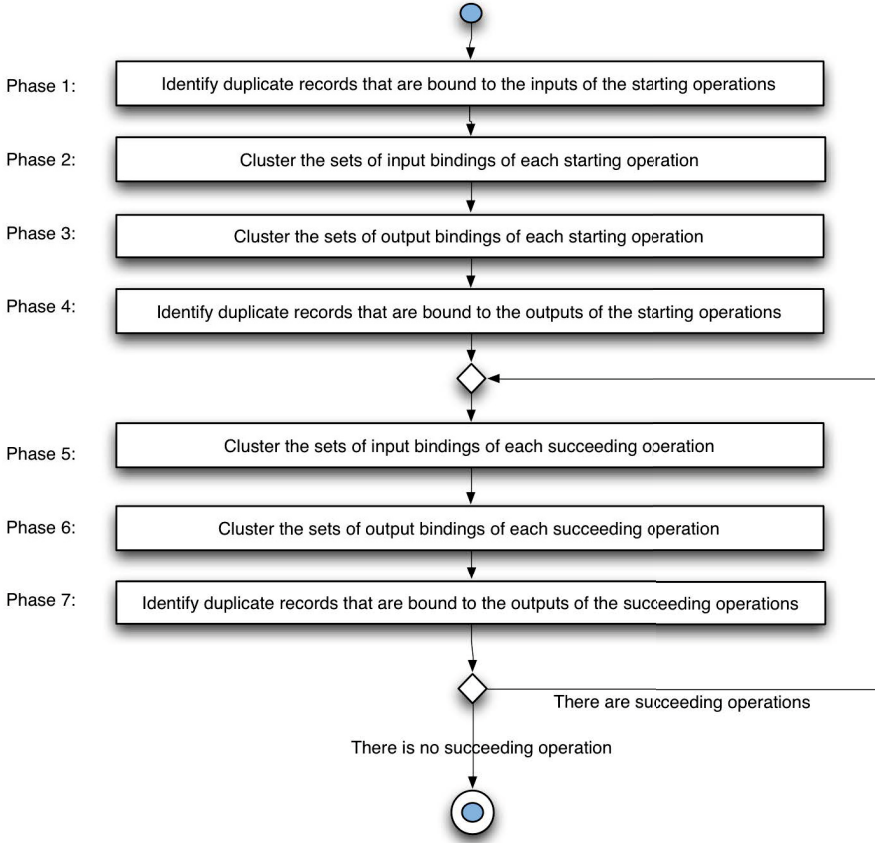 Phase 1:
Identify duplicate records that are bound to the inputs of the starting operations
Phase 2:
Cluster the sets of input bindings of each starting operation
Phase 3:
Cluster the sets of output bindings of each starting operation
Phase 4:
Identify duplicate records that are bound to the outputs of the starting operations
Phase 5:
Cluster the sets of input bindings of each succeeding operation
Phase 6:
Cluster the sets of output bindings of each succeeding operation
Phase 7:
Identify duplicate records that are bound to the outputs of the succeeding operations
There are succeeding operations
There is no succeeding operation